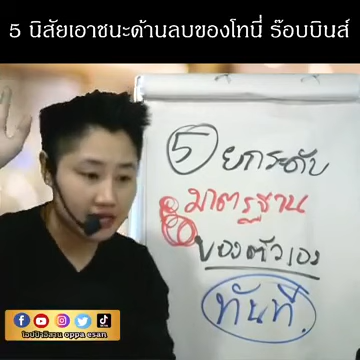 5 นิสัยเอาชนะด้านลบของโทนี่ ร๊อบบินส์
5 ยกระดับ
มาตรฐาน
ของตัวเอง
ทันที.
โอปป้าอีสาน oppa esan